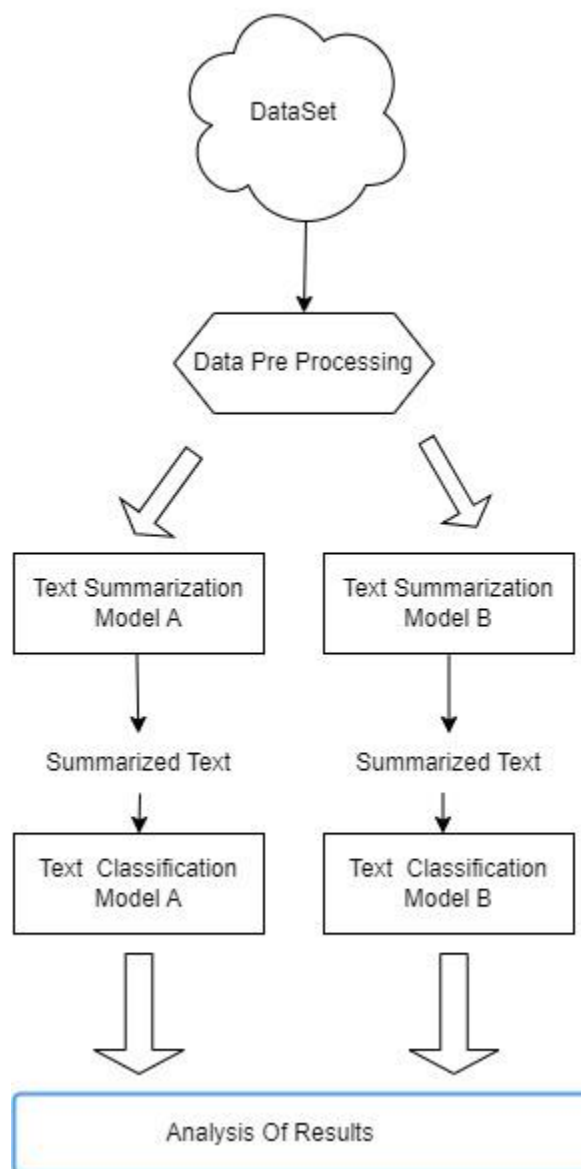 DataSet
Data Pre Processing
Text Summarization
Model A
Text Summarization
Model B
Summarized Text
Summarized Text
Text Classification
Model A
Text Classification
Model B
Analysis Of Results